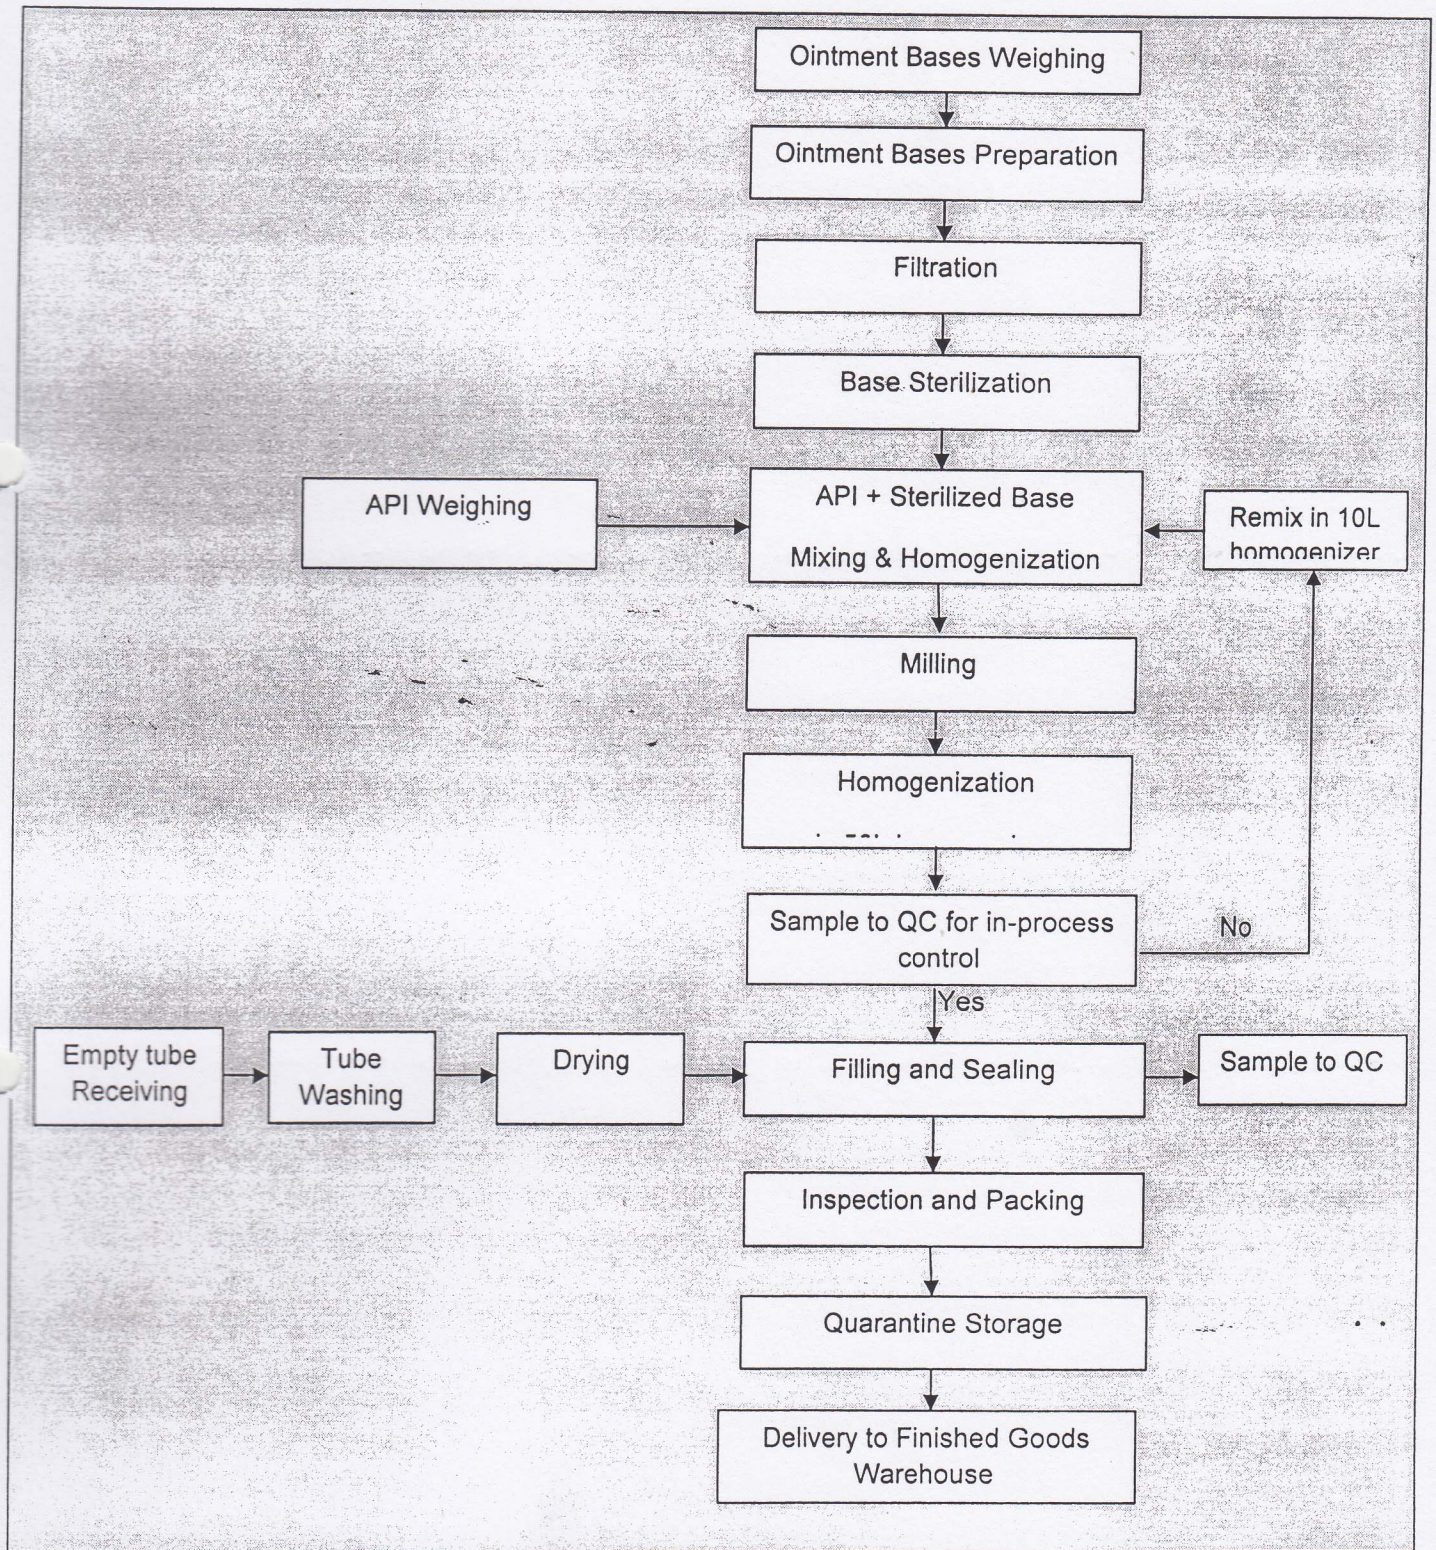 Ointment Bases Weighing
Ointment Bases Preparation
Filtration
Base Sterilization
API Weighing
API + Sterilized Base
Mixing & Homogenization
Remix in 10L
homogenizer
Milling
Homogenization
Sample to QC for in-process
control
No
Yes
Empty tube
Receiving
Tube
Washing
Drying
Filling and Sealing
Sample to QC
Inspection and Packing
Quarantine Storage
Delivery to Finished Goods
Warehouse